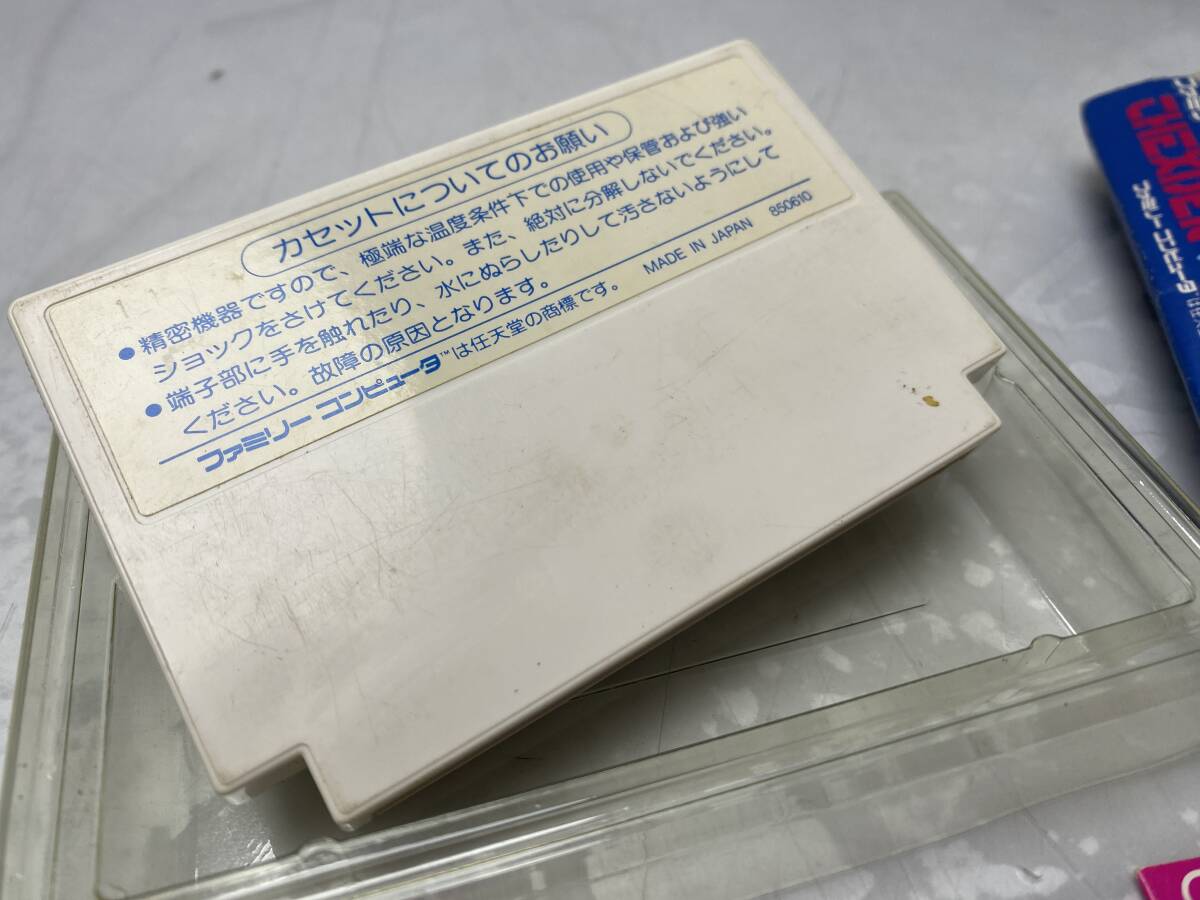 カセットについてのお願い
●精密機器ですので、極端な温度条件下での使用や保管および強い
ショックをさけてください。また、絶対に分解しないでください。
●端子部に手を触れたり、水にぬらしたりして汚さないようにして
ください。故障の原因となります。
ファミリー コンピュータ™は任天堂の商標です。
MADE IN JAPAN 850610
ファミリーコンピュータ